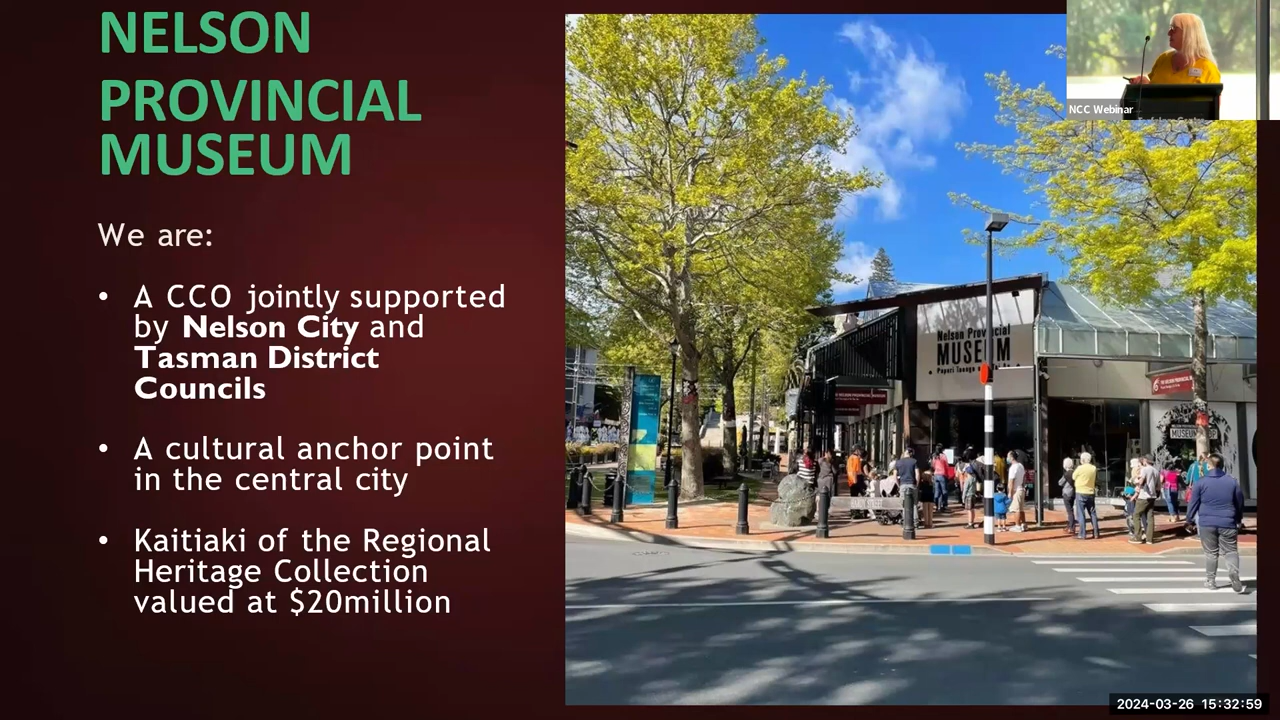 NELSON
PROVINCIAL
MUSEUM
We are:
• A CCO jointly supported
by Nelson City and
Tasman District
Councils
• A cultural anchor point
in the central city
• Kaitiaki of the Regional
Heritage Collection
valued at $20million
Nelson Provincial
MUSEUM
NCC Webinar
2024-03-26 15:32:59